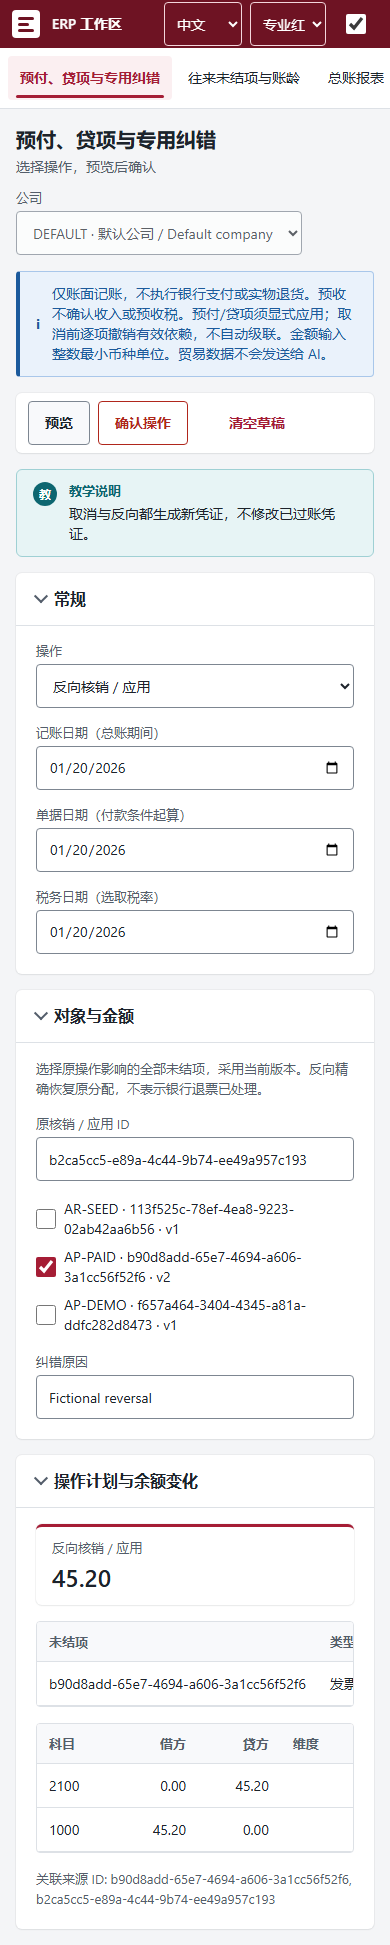 ERP 工作区
中文
专业红
预付、贷项与专用纠错
往来未结项与账龄
总账报表
预付、贷项与专用纠错
选择操作，预览后确认
公司
DEFAULT · 默认公司 / Default company
i
仅账面记账，不执行银行支付或实物退货。预收
不确认收入或预收税。预付/贷项须显式应用；取
消前逐项撤销有效依赖，不自动级联。金额输入
整数最小币种单位。贸易数据不会发送给 AI。
预览
确认操作
清空草稿
教
教学说明
取消与反向都生成新凭证，不修改已过账凭
证。
常规
操作
反向核销 / 应用
记账日期（总账期间）
01/20/2026
单据日期（付款条件起算）
01/20/2026
税务日期（选取税率）
01/20/2026
对象与金额
选择原操作影响的全部未结项，采用当前版本。反向精
确恢复原分配，不表示银行退票已处理。
原核销 / 应用 ID
b2ca5cc5-e89a-4c44-9b74-ee49a957c193
AR-SEED · 113f525c-78ef-4ea8-9223-
02ab42aa6b56 · v1
AP-PAID · b90d8add-65e7-4694-a606-
3a1cc56f52f6 · v2
AP-DEMO · f657a464-3404-4345-a81a-
ddfc282d8473 · v1
纠错原因
Fictional reversal
操作计划与余额变化
反向核销 / 应用
45.20
未结项 类型
b90d8add-65e7-4694-a606-3a1cc56f52f6 发票
科目 借方 贷方 维度
2100 0.00 45.20
1000 45.20 0.00
关联来源 ID: b90d8add-65e7-4694-a606-3a1cc56f52f6,
b2ca5cc5-e89a-4c44-9b74-ee49a957c193